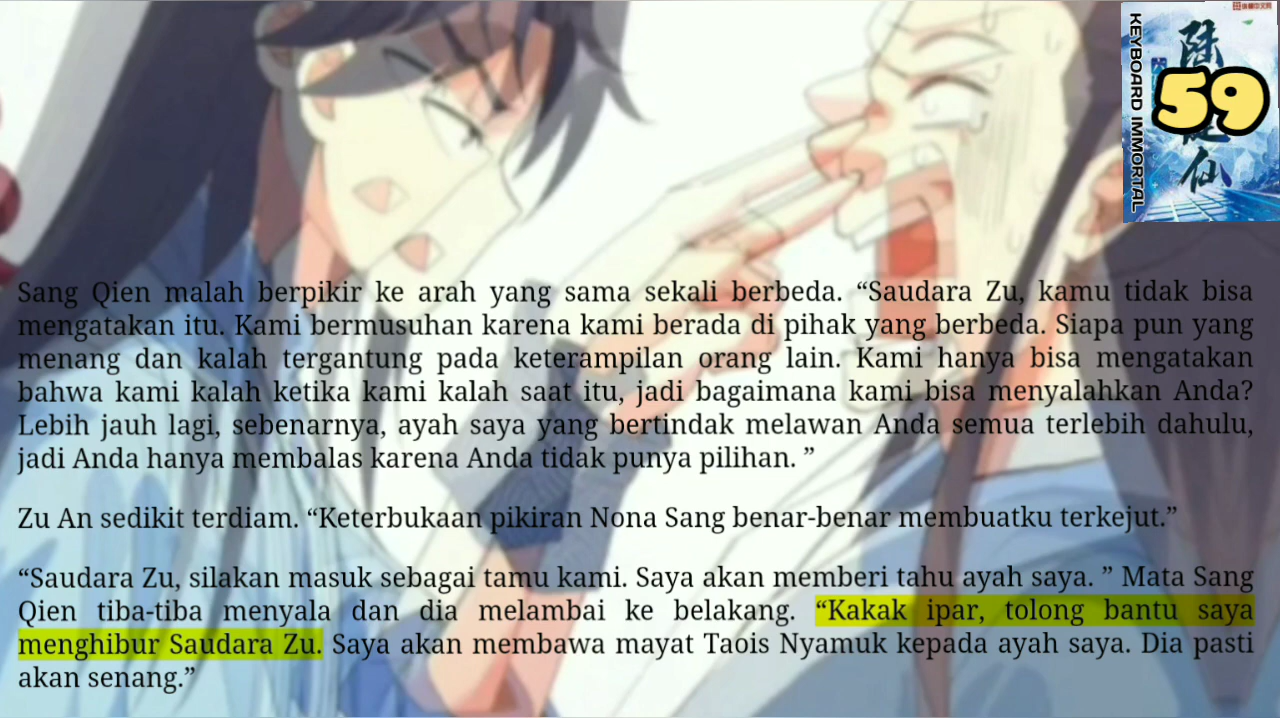 KEYBOARD IMMORTAL
59
仙
Sang Qien malah berpikir ke arah yang sama sekali berbeda. “Saudara Zu, kamu tidak bisa
mengatakan itu. Kami bermusuhan karena kami berada di pihak yang berbeda. Siapa pun yang
menang dan kalah tergantung pada keterampilan orang lain. Kami hanya bisa mengatakan
bahwa kami kalah ketika kami kalah saat itu, jadi bagaimana kami bisa menyalahkan Anda?
Lebih jauh lagi, sebenarnya, ayah saya yang bertindak melawan Anda semua terlebih dahulu,
jadi Anda hanya membalas karena Anda tidak punya pilihan. ”
Zu An sedikit terdiam. “Keterbukaan pikiran Nona Sang benar-benar membuatku terkejut.”
“Saudara Zu, silakan masuk sebagai tamu kami. Saya akan memberi tahu ayah saya. ” Mata Sang
Qien tiba-tiba menyala dan dia melambai ke belakang. “Kakak ipar, tolong bantu saya
menghibur Saudara Zu. Saya akan membawa mayat Taois Nyamuk kepada ayah saya. Dia pasti
akan senang.”